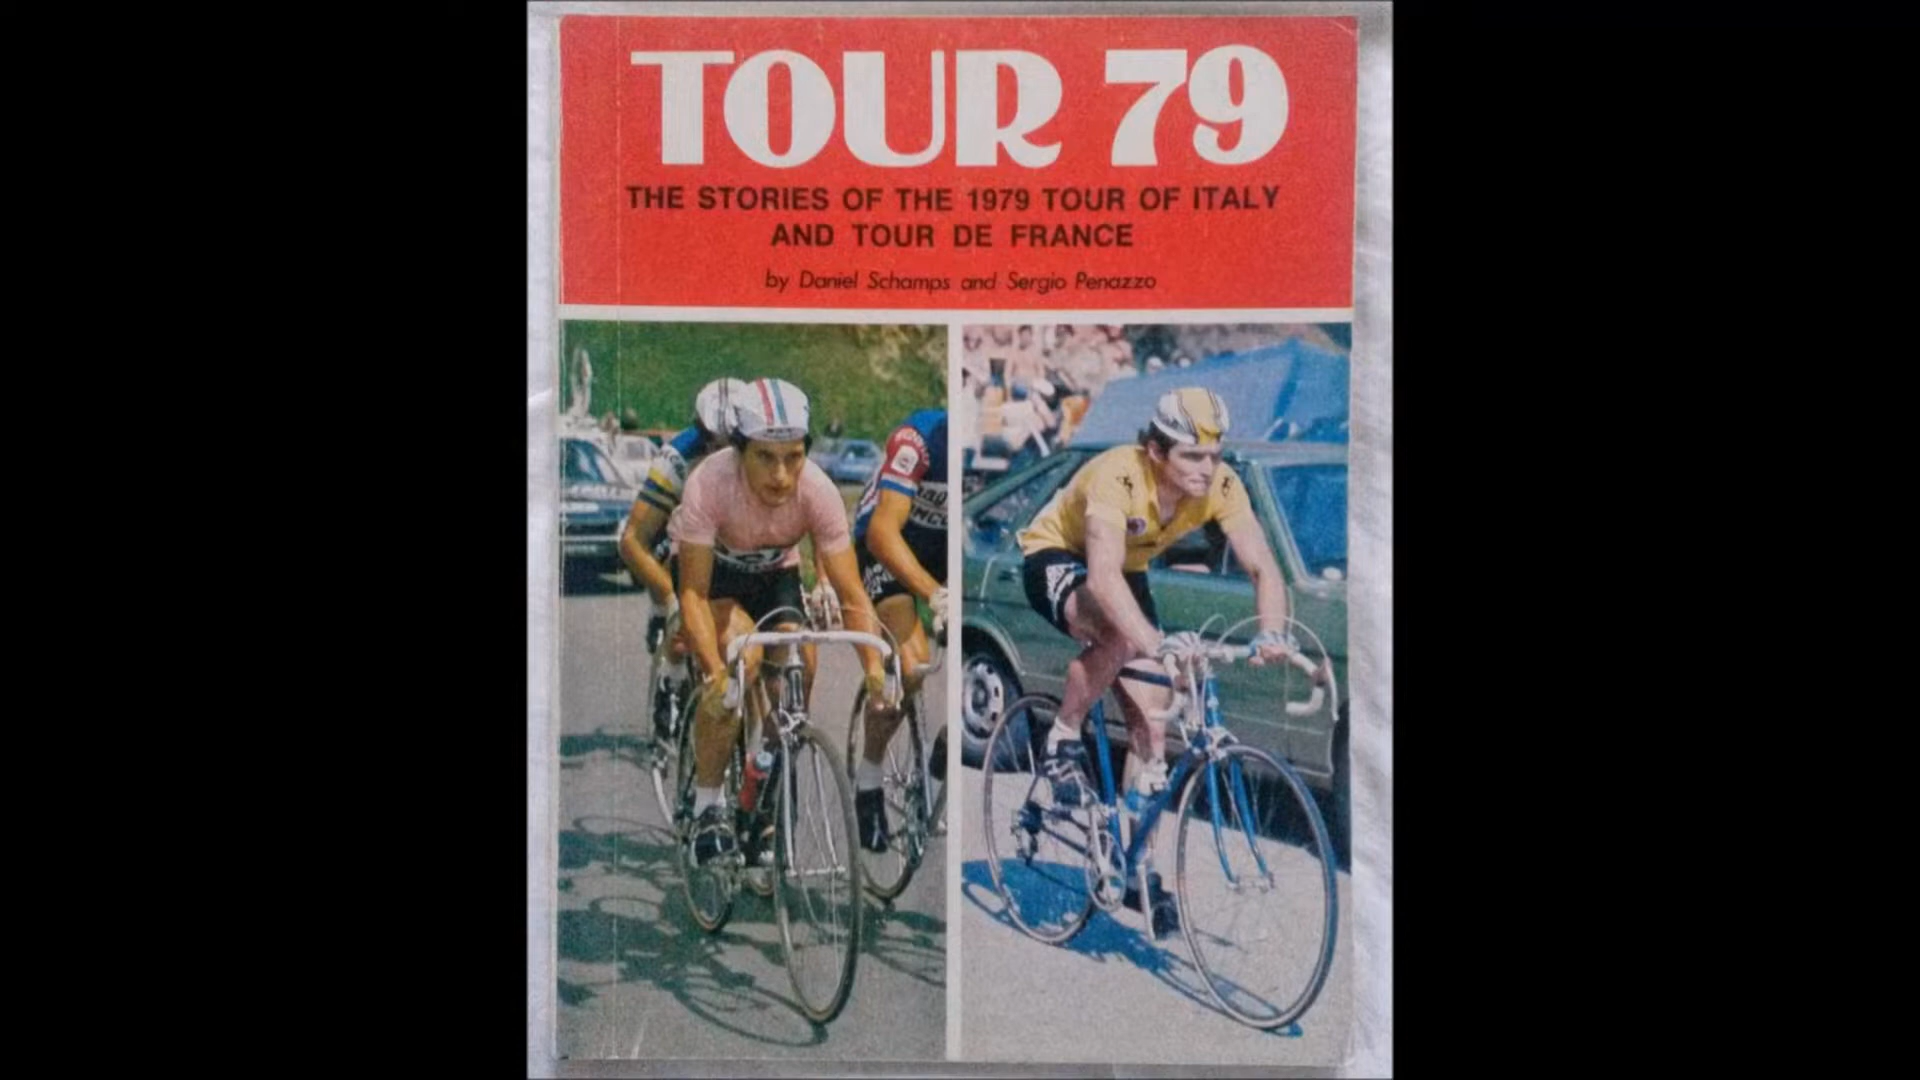 TOUR 79
THE STORIES OF THE 1979 TOUR OF ITALY
AND TOUR DE FRANCE
by Daniel Schamps and Sergio Penazzo